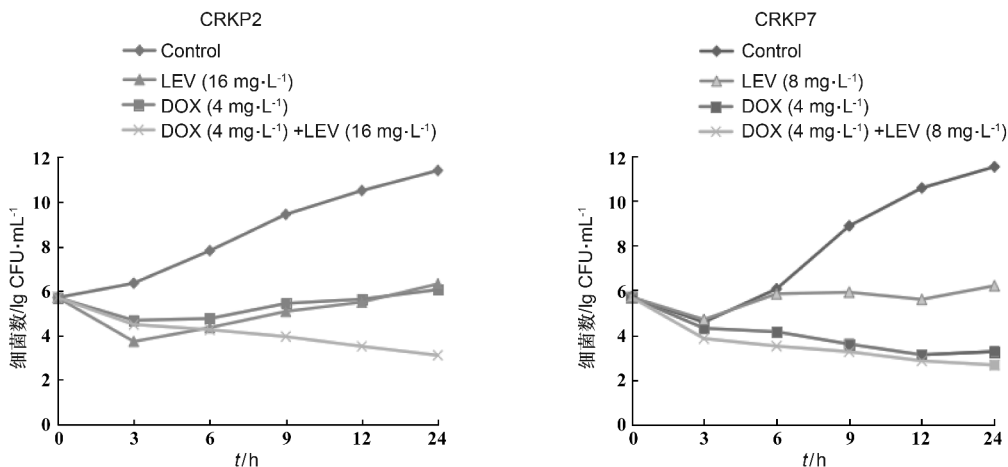 CRKP2
Control
LEV (16 mg·L-1)
DOX (4 mg·L-1)
DOX (4 mg·L-1) +LEV (16 mg·L-1)
12
10
8
6
4
2
0
细菌数/lg CFU·mL-1
0 3 6 9 12 24
t/h
CRKP7
Control
LEV (8 mg·L-1)
DOX (4 mg·L-1)
DOX (4 mg·L-1) +LEV (8 mg·L-1)
12
10
8
6
4
2
0
细菌数/lg CFU·mL-1
0 3 6 9 12 24
t/h